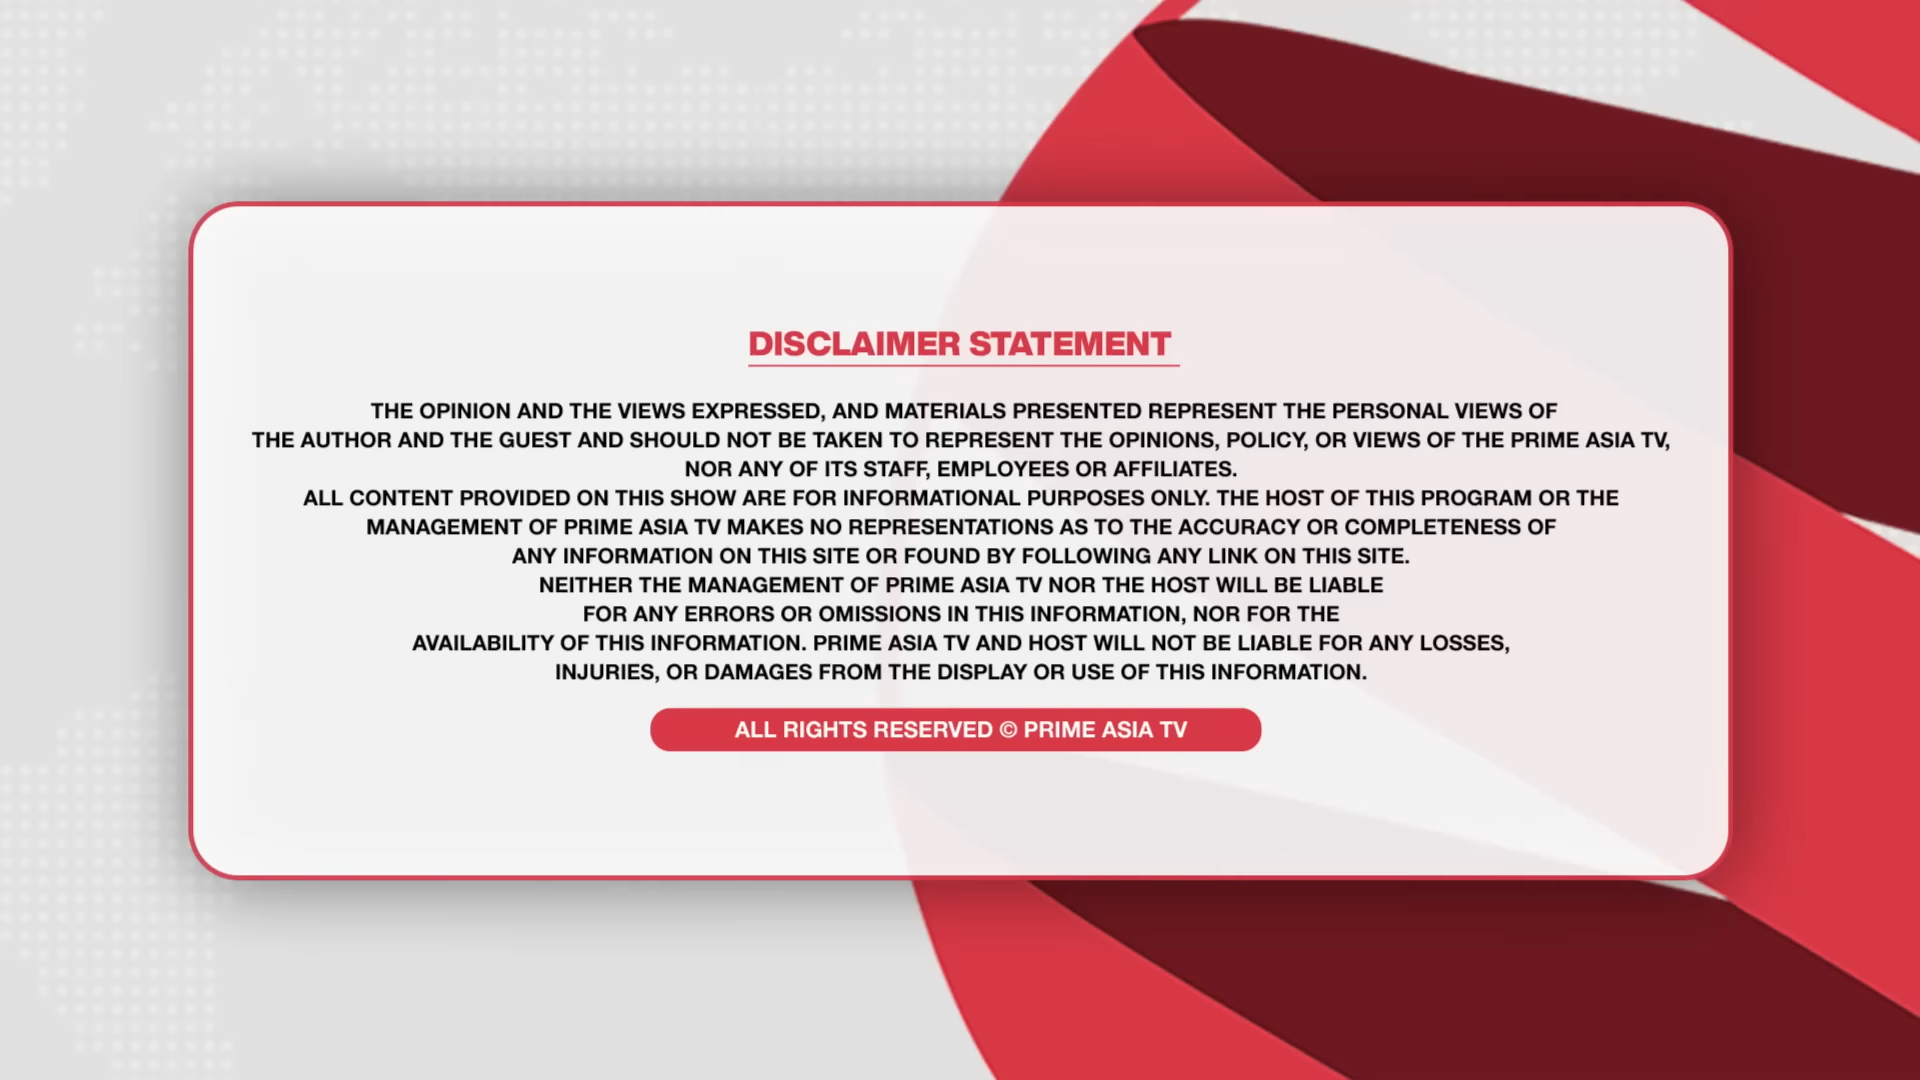 DISCLAIMER STATEMENT
THE OPINION AND THE VIEWS EXPRESSED, AND MATERIALS PRESENTED REPRESENT THE PERSONAL VIEWS OF
THE AUTHOR AND THE GUEST AND SHOULD NOT BE TAKEN TO REPRESENT THE OPINIONS, POLICY, OR VIEWS OF THE PRIME ASIA TV,
NOR ANY OF ITS STAFF, EMPLOYEES OR AFFILIATES.
ALL CONTENT PROVIDED ON THIS SHOW ARE FOR INFORMATIONAL PURPOSES ONLY. THE HOST OF THIS PROGRAM OR THE
MANAGEMENT OF PRIME ASIA TV MAKES NO REPRESENTATIONS AS TO THE ACCURACY OR COMPLETENESS OF
ANY INFORMATION ON THIS SITE OR FOUND BY FOLLOWING ANY LINK ON THIS SITE.
NEITHER THE MANAGEMENT OF PRIME ASIA TV NOR THE HOST WILL BE LIABLE
FOR ANY ERRORS OR OMISSIONS IN THIS INFORMATION, NOR FOR THE
AVAILABILITY OF THIS INFORMATION. PRIME ASIA TV AND HOST WILL NOT BE LIABLE FOR ANY LOSSES,
INJURIES, OR DAMAGES FROM THE DISPLAY OR USE OF THIS INFORMATION.
ALL RIGHTS RESERVED © PRIME ASIA TV